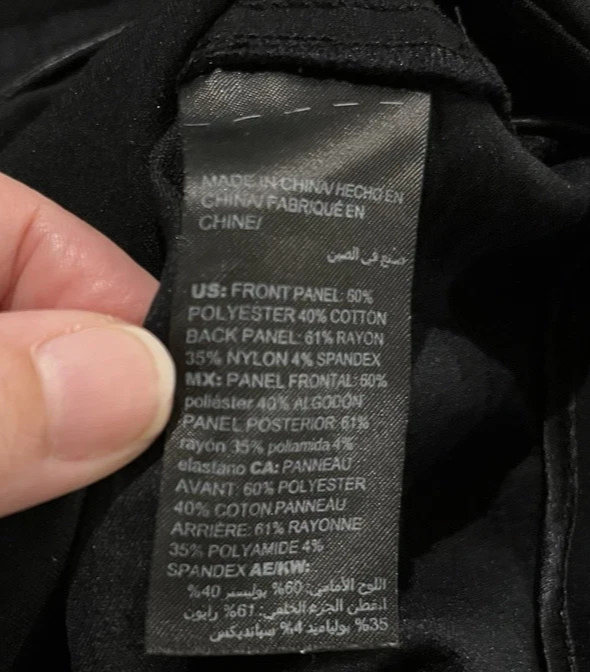 MADE IN CHINA/ HECHO EN
CHINA/ FABRIQUÉ EN
CHINE/
صنع في الصين
US: FRONT PANEL: 60%
POLYESTER 40% COTTON
BACK PANEL: 61% RAYON
35% NYLON 4% SPANDEX
MX: PANEL FRONTAL: 60%
poliéster 40% ALGODÓN
PANEL POSTERIOR 61%
rayón 35% poliamida 4%
elastano CA: PANNEAU
AVANT: 60% POLYESTER
40% COTON.PANNEAU
ARRIÈRE: 61% RAYONNE
35% POLYAMIDE 4%
SPANDEX AE/KW:
اللوح الأمامي: 60% بوليستر 40%
قطن الجزء الخلفي: 61% رايون
35% بولياميد 4% سبانديكس